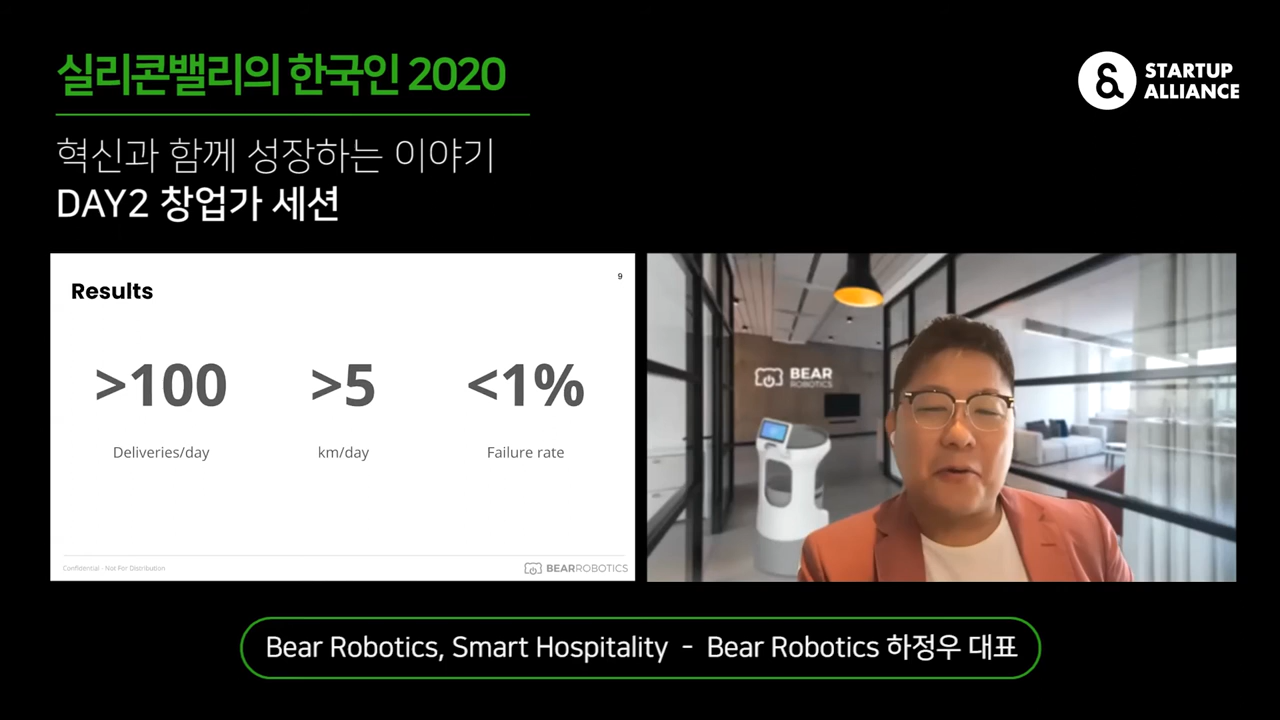 실리콘밸리의 한국인 2020
STARTUP
ALLIANCE
혁신과 함께 성장하는 이야기
DAY2 창업가 세션
9
Results
>100
>5
<1%
Deliveries/day
km/day
Failure rate
Confidential - Not For Distribution
BEARROBOTICS
BEAR
ROBOTICS
Bear Robotics, Smart Hospitality - Bear Robotics 하정우 대표